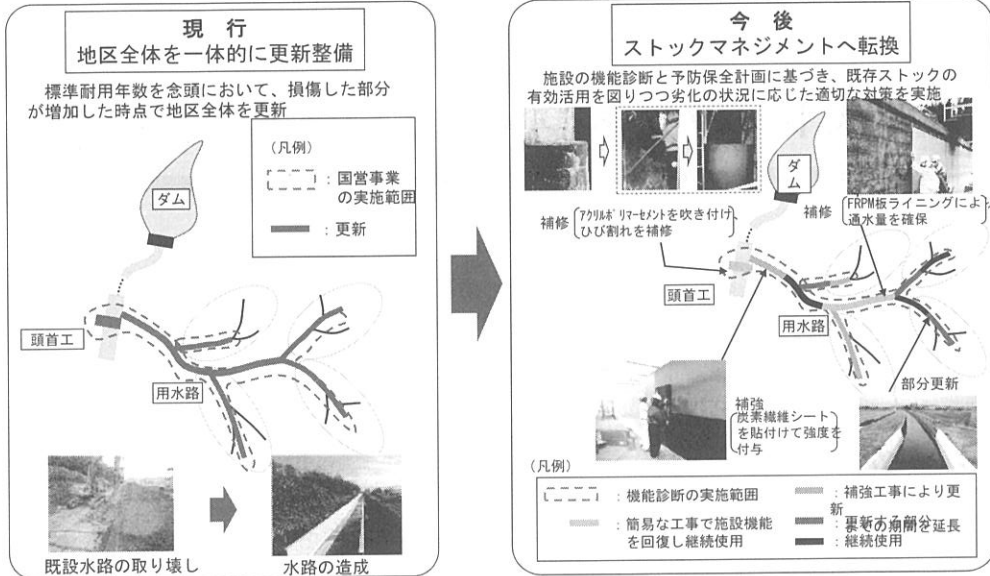 現 行
地区全体を一体的に更新整備
標準耐用年数を念頭において、損傷した部分
が増加した時点で地区全体を更新
(凡例)
：国営事業
の実施範囲
：更新
ダム
頭首工
用水路
既設水路の取り壊し
水路の造成
今 後
ストックマネジメントへ転換
施設の機能診断と予防保全計画に基づき、既存ストックの
有効活用を図りつつ劣化の状況に応じた適切な対策を実施
ダム
補修
アクリルポリマーセメントを吹き付け、
ひび割れを補修
補修
FRPM板ライニングによ
通水量を確保
頭首工
用水路
部分更新
補強
炭素繊維シート
を貼付けて強度を
付与
(凡例)
：機能診断の実施範囲
：簡易な工事で施設機能
を回復し継続使用
：補強工事により更
新
までの期間を延長
：更新する部分
：継続使用